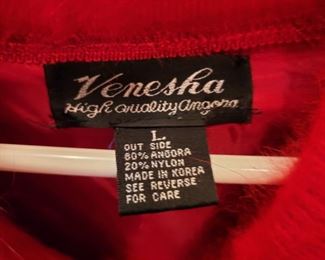 Venesha
High Quality Angora
L
OUT SIDE
80% ANGORA
20% NYLON
MADE IN KOREA
SEE REVERSE
FOR CARE